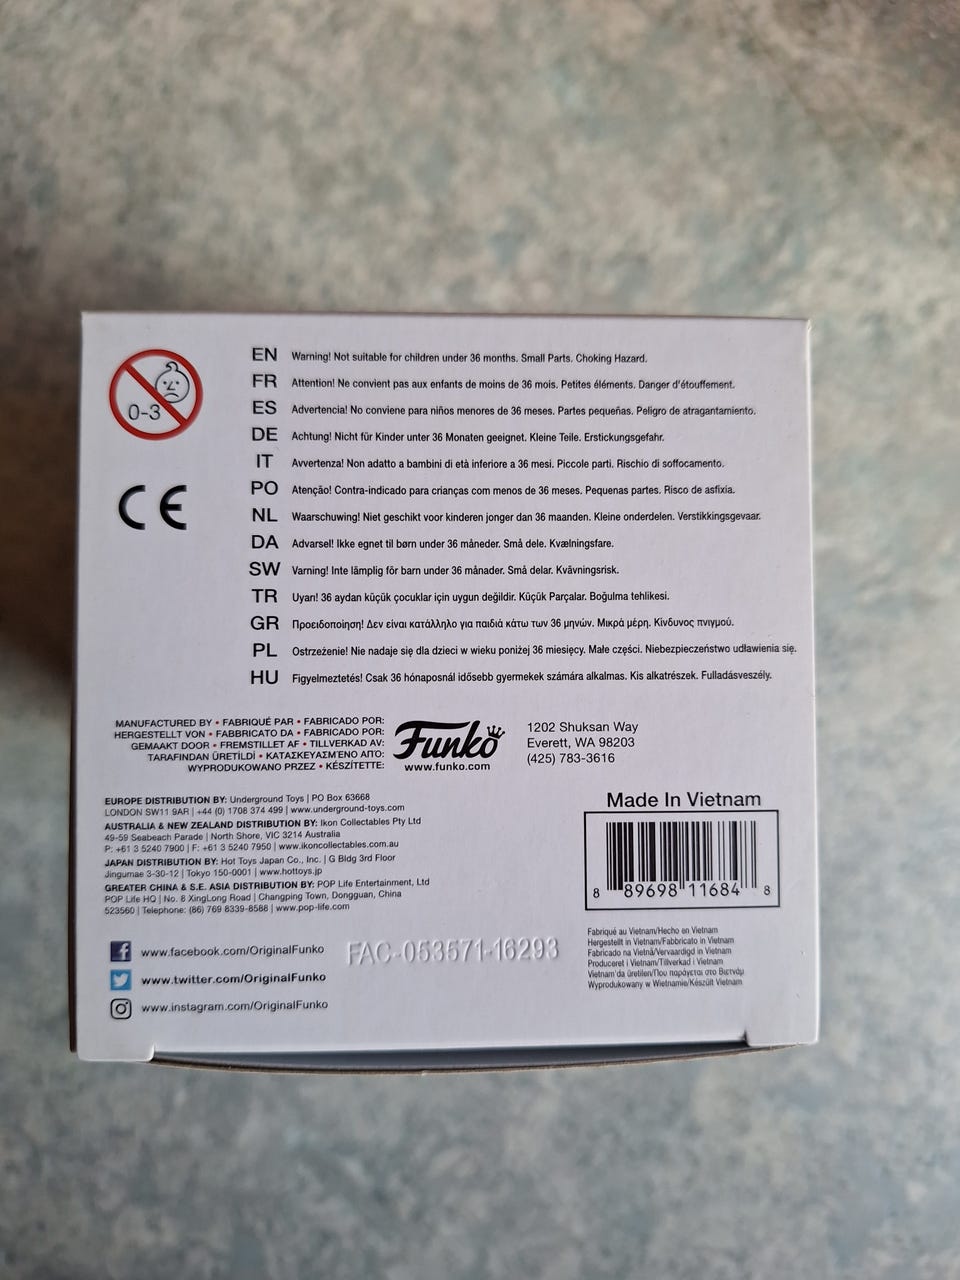 0-3
CE
EN Warning! Not suitable for children under 36 months. Small Parts. Choking Hazard.
FR Attention! Ne convient pas aux enfants de moins de 36 mois. Petites éléments. Danger d'étouffement.
ES Advertencia! No conviene para niños menores de 36 meses. Partes pequeñas. Peligro de atragantamiento.
DE Achtung! Nicht für Kinder unter 36 Monaten geeignet. Kleine Teile. Erstickungsgefahr.
IT Avvertenza! Non adatto a bambini di età inferiore a 36 mesi. Piccole parti. Rischio di soffocamento.
PO Atenção! Contra-indicado para crianças com menos de 36 meses. Pequenas partes. Risco de asfixia.
NL Waarschuwing! Niet geschikt voor kinderen jonger dan 36 maanden. Kleine onderdelen. Verstikkingsgevaar.
DA Advarsel! Ikke egnet til børn under 36 måneder. Små dele. Kvælningsfare.
SW Varning! Inte lämplig för barn under 36 månader. Små delar. Kvävningsrisk.
TR Uyarı! 36 aydan küçük çocuklar için uygun değildir. Küçük Parçalar. Boğulma tehlikesi.
GR Προειδοποίηση! Δεν είναι κατάλληλο για παιδιά κάτω των 36 μηνών. Μικρά μέρη. Κίνδυνος πνιγμού.
PL Ostrzeżenie! Nie nadaje się dla dzieci w wieku poniżej 36 miesięcy. Małe części. Niebezpieczeństwo udławienia się.
HU Figyelmeztetés! Csak 36 hónaposnál idősebb gyermekek számára alkalmas. Kis alkatrészek. Fulladásveszély.
MANUFACTURED BY • FABRIQUÉ PAR • FABRICADO POR:
HERGESTELLT VON • FABBRICATO DA • FABRICADO POR:
GEMAAKT DOOR • FREMSTILLET AF • TILLVERKAD AV:
TARAFINDAN ÜRETİLDİ • ΚΑΤΑΣΚΕΥΑΣΜΈΝΟ ΑΠΌ:
WYPRODUKOWANO PRZEZ • KÉSZÍTETTE:
Funko
www.funko.com
1202 Shuksan Way
Everett, WA 98203
(425) 783-3616
EUROPE DISTRIBUTION BY: Underground Toys | PO Box 63668
LONDON SW11 9AR | +44 (0) 1708 374 499 | www.underground-toys.com
AUSTRALIA & NEW ZEALAND DISTRIBUTION BY: Ikon Collectables Pty Ltd
49-59 Seabeach Parade | North Shore, VIC 3214 Australia
P: +61 3 5240 7900 | F: +61 3 5240 7950 | www.ikoncollectables.com.au
JAPAN DISTRIBUTION BY: Hot Toys Japan Co., Inc. | G Bldg 3rd Floor
Jingumae 3-30-12 | Tokyo 150-0001 | www.hottoys.jp
GREATER CHINA & S.E. ASIA DISTRIBUTION BY: POP Life Entertainment, Ltd
POP Life HQ | No. 8 XingLong Road | Changping Town, Dongguan, China
523560 | Telephone: (86) 769 8339-8588 | www.pop-life.com
Made In Vietnam
8 89698 11684 8
Fabriqué au Vietnam/Hecho en Vietnam
Hergestellt in Vietnam/Fabbricato in Vietnam
Fabricado na Vietnã/Vervaardigd in Vietnam
Produceret i Vietnam/Tillverkad i Vietnam
Vietnam'da üretilen/Που παράγεται στο Βιετνάμ
Wyprodukowany w Wietnamie/Készült Vietnam
www.facebook.com/OriginalFunko
www.twitter.com/OriginalFunko
www.instagram.com/OriginalFunko
FAC-053571-16293